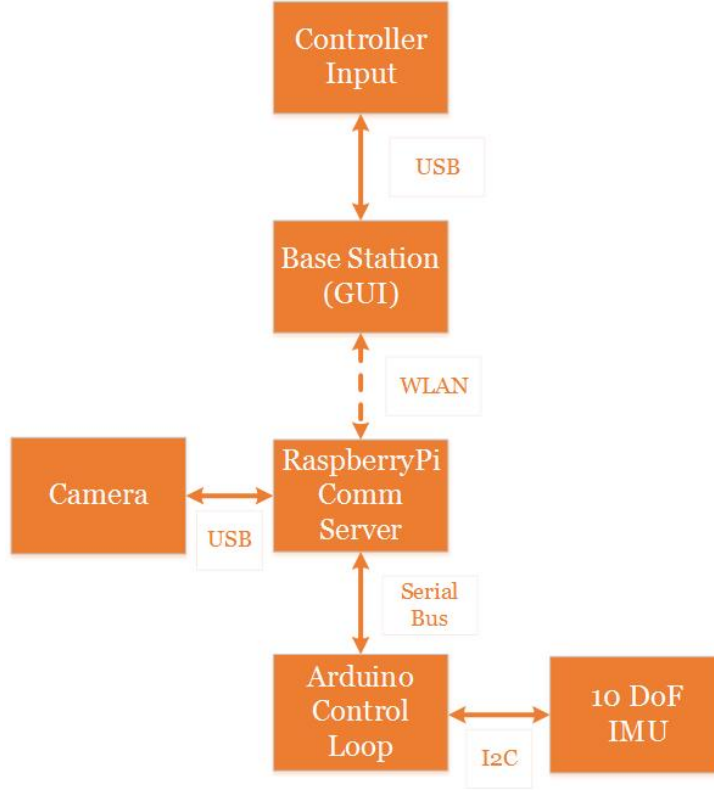 Controller
Input
USB
Base Station
(GUI)
WLAN
Camera
USB
RaspberryPi
Comm
Server
Serial
Bus
Arduino
Control
Loop
I2C
10 DoF
IMU